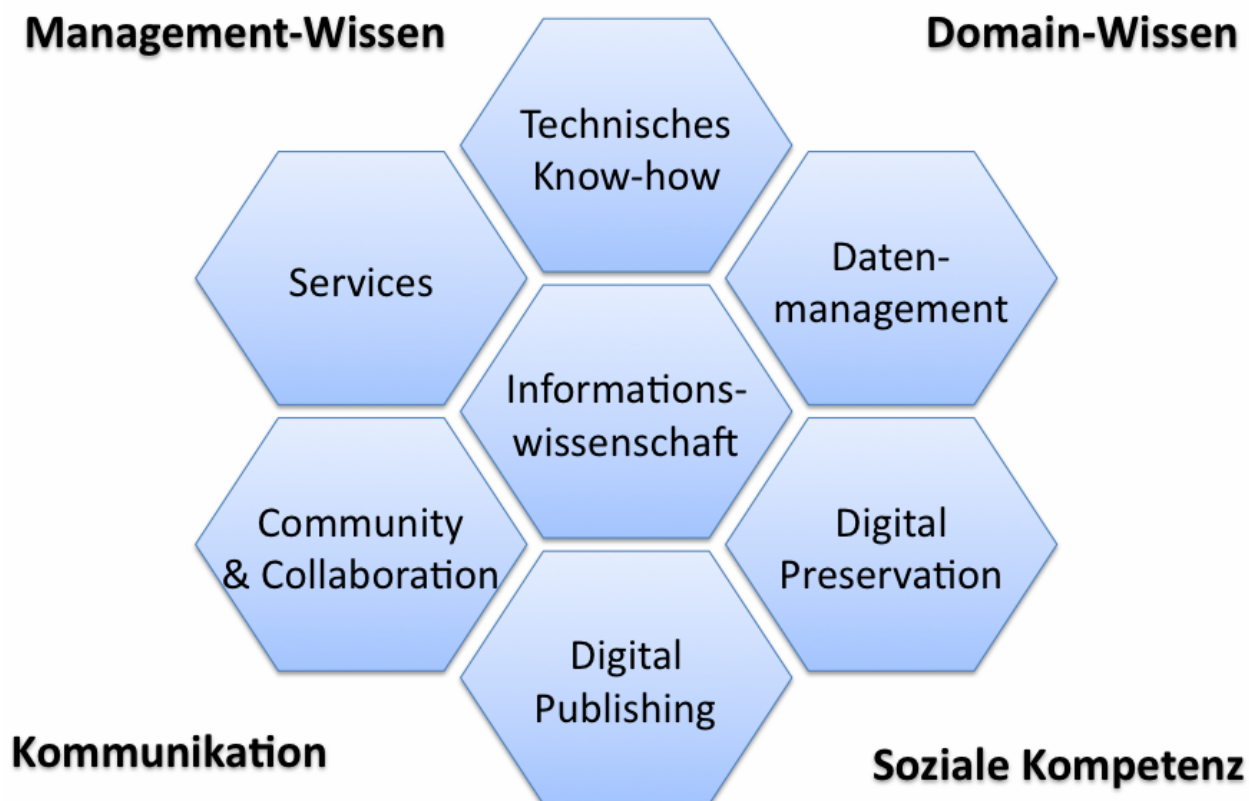 Management-Wissen
Domain-Wissen
Technisches
Know-how
Services
Daten-
management
Informations-
wissenschaft
Community
& Collaboration
Digital
Preservation
Digital
Publishing
Kommunikation
Soziale Kompetenz